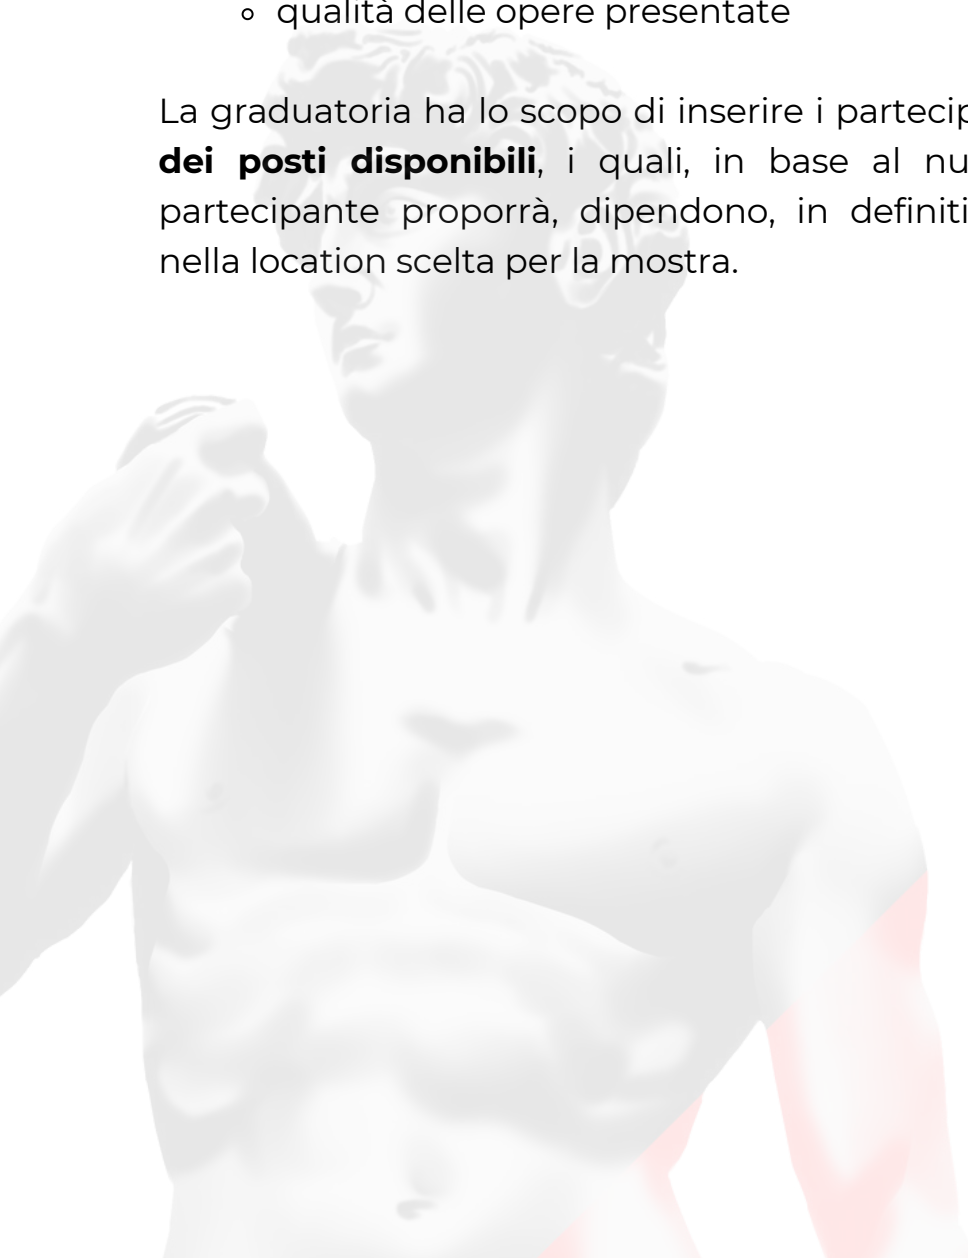 qualità delle opere presentate
La graduatoria ha lo scopo di inserire i partecip
dei posti disponibili, i quali, in base al nu
partecipante proporrà, dipendono, in definiti
nella location scelta per la mostra.